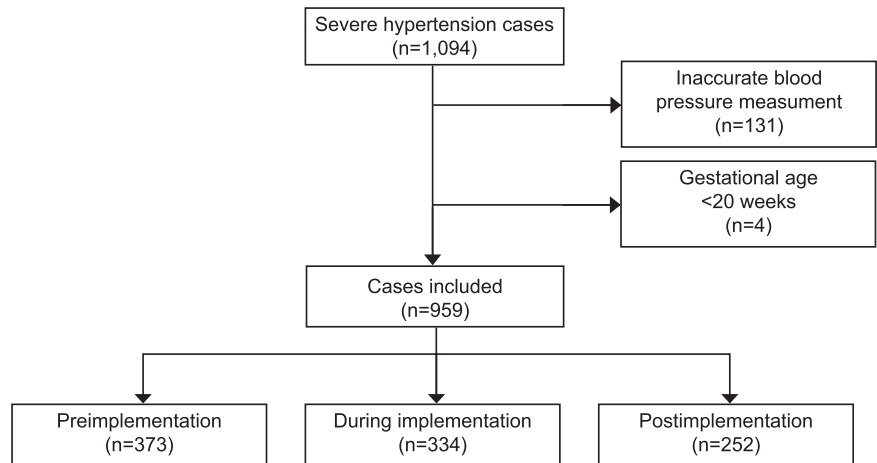 Severe hypertension cases
(n=1,094)
Inaccurate blood
pressure measument
(n=131)
Gestational age
<20 weeks
(n=4)
Cases included
(n=959)
Preimplementation
(n=373)
During implementation
(n=334)
Postimplementation
(n=252)